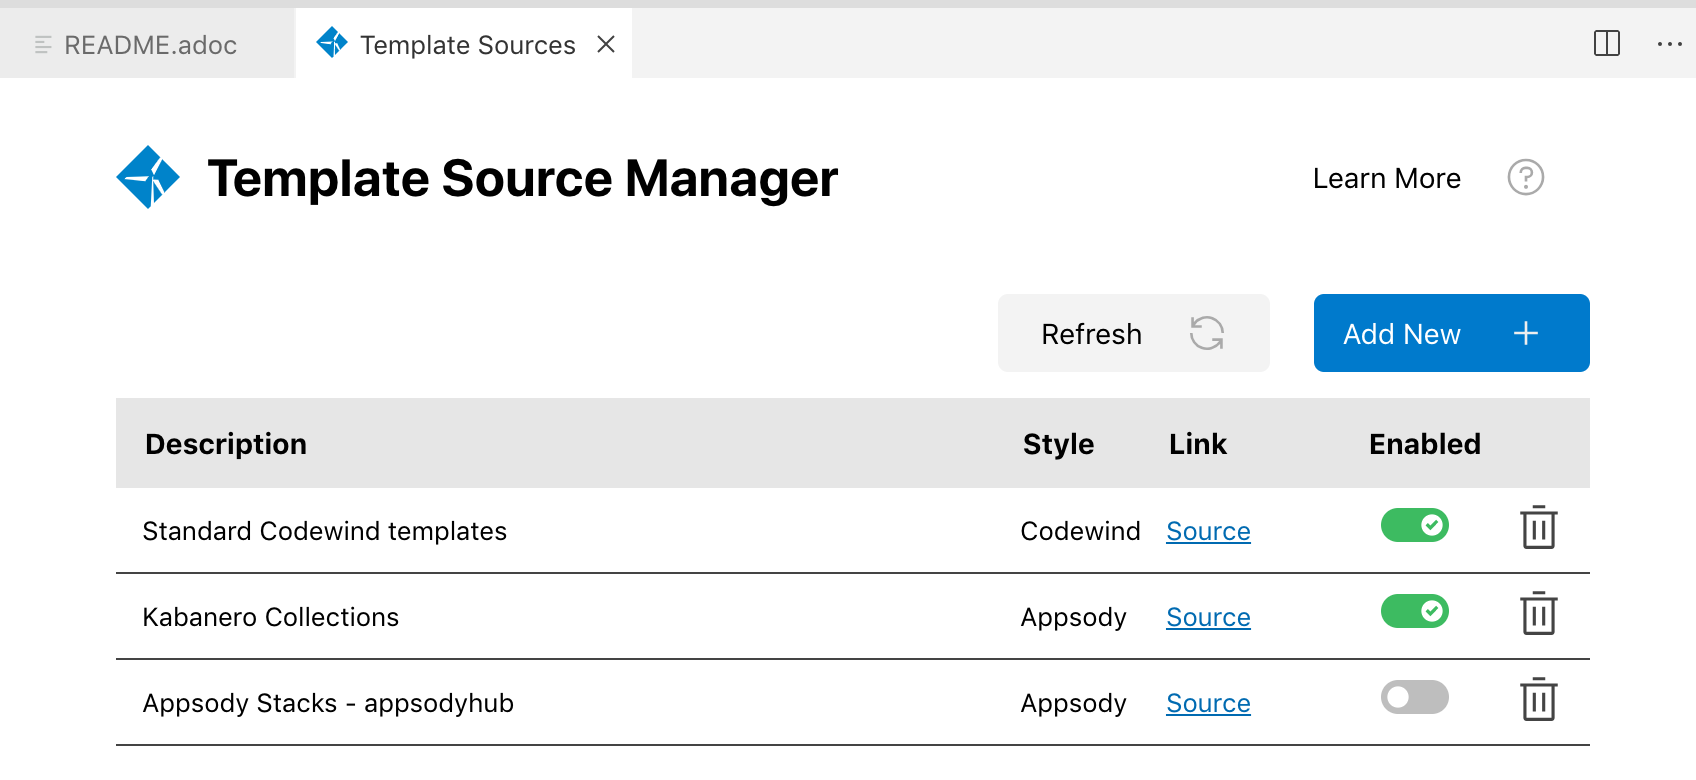 README.adoc
Template Sources
Template Source Manager
Learn More
Refresh
Add New
Description Style Link Enabled
Standard Codewind templates Codewind Source
Kabanero Collections Appsody Source
Appsody Stacks - appsodyhub Appsody Source